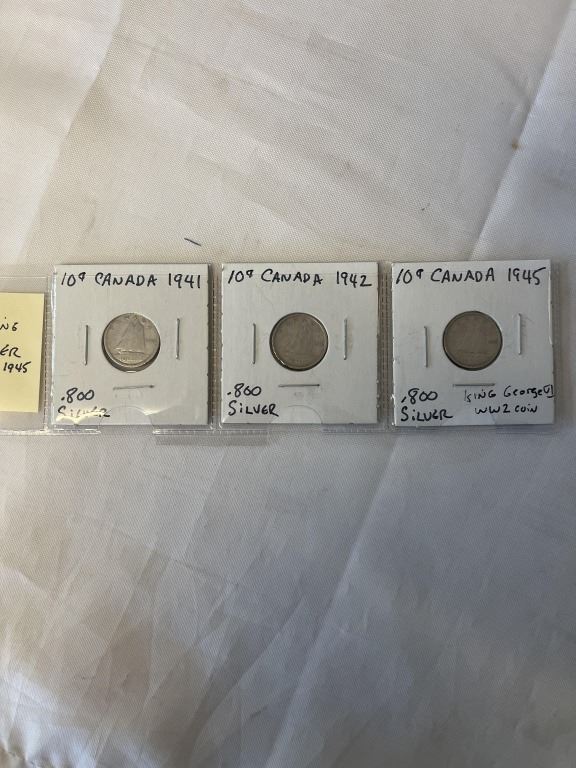 NG
ER
1945
10¢ CANADA 1941
.800
SILVER
10¢ CANADA 1942
.800
SILVER
10¢ CANADA 1945
.800
SILVER
KING George VI
WW2 COIN